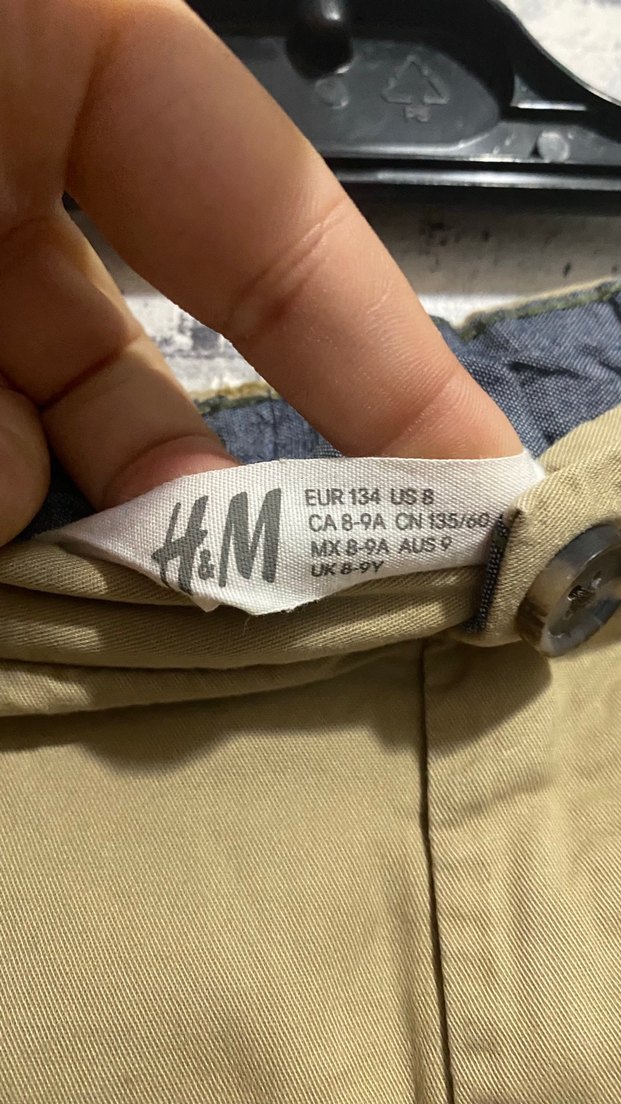 H&M
EUR 134 US 8
CA 8-9A CN 135/60
MX 8-9A AUS 9
UK 8-9Y